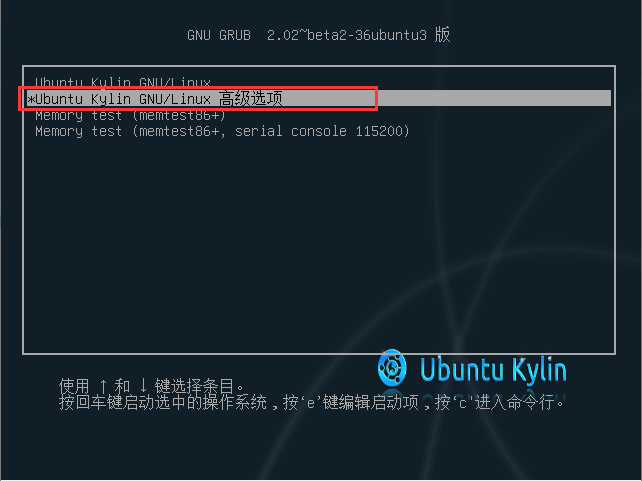 GNU GRUB 2.02~beta2-36ubuntu3 版
Ubuntu Kylin GNU/Linux
*Ubuntu Kylin GNU/Linux 高级选项
Memory test (memtest86+)
Memory test (memtest86+, serial console 115200)
Ubuntu Kylin
使用 ↑ 和 ↓ 键选择条目。
按回车键启动选中的操作系统，按‘e’键编辑启动项，按‘c’进入命令行。